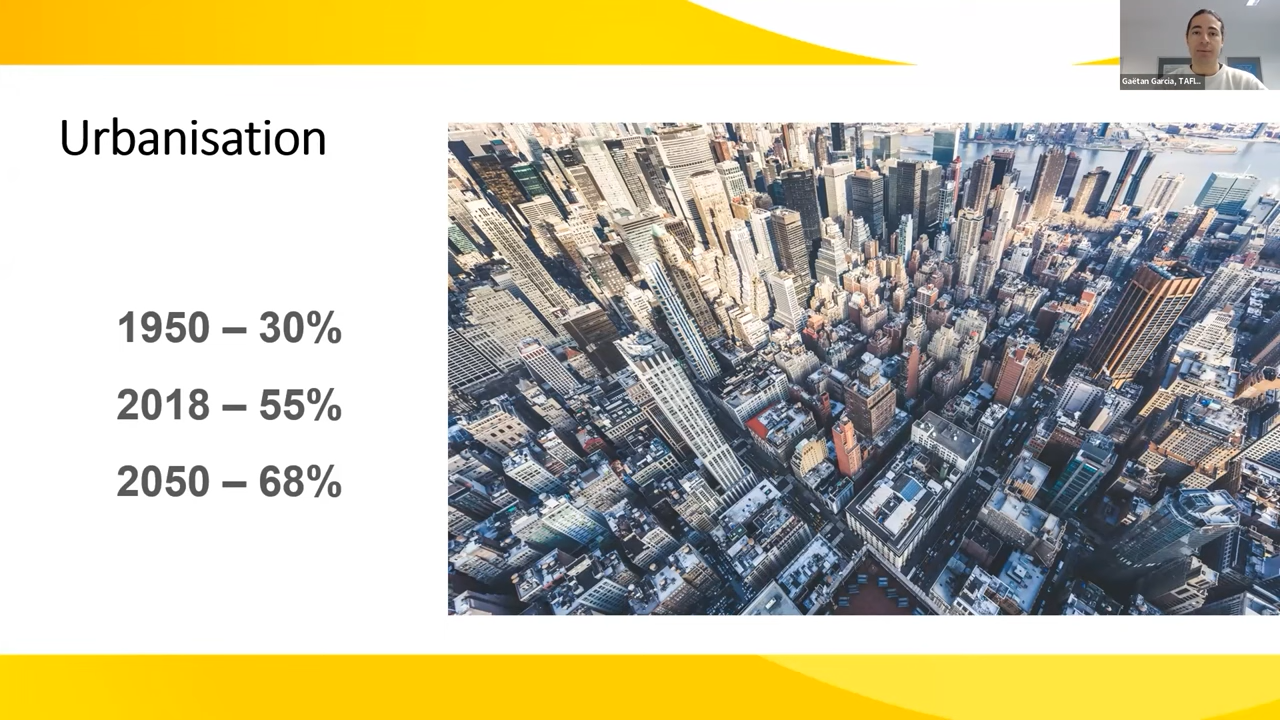 Gaëtan Garcia, TAFI...
Urbanisation
1950 – 30%
2018 – 55%
2050 – 68%